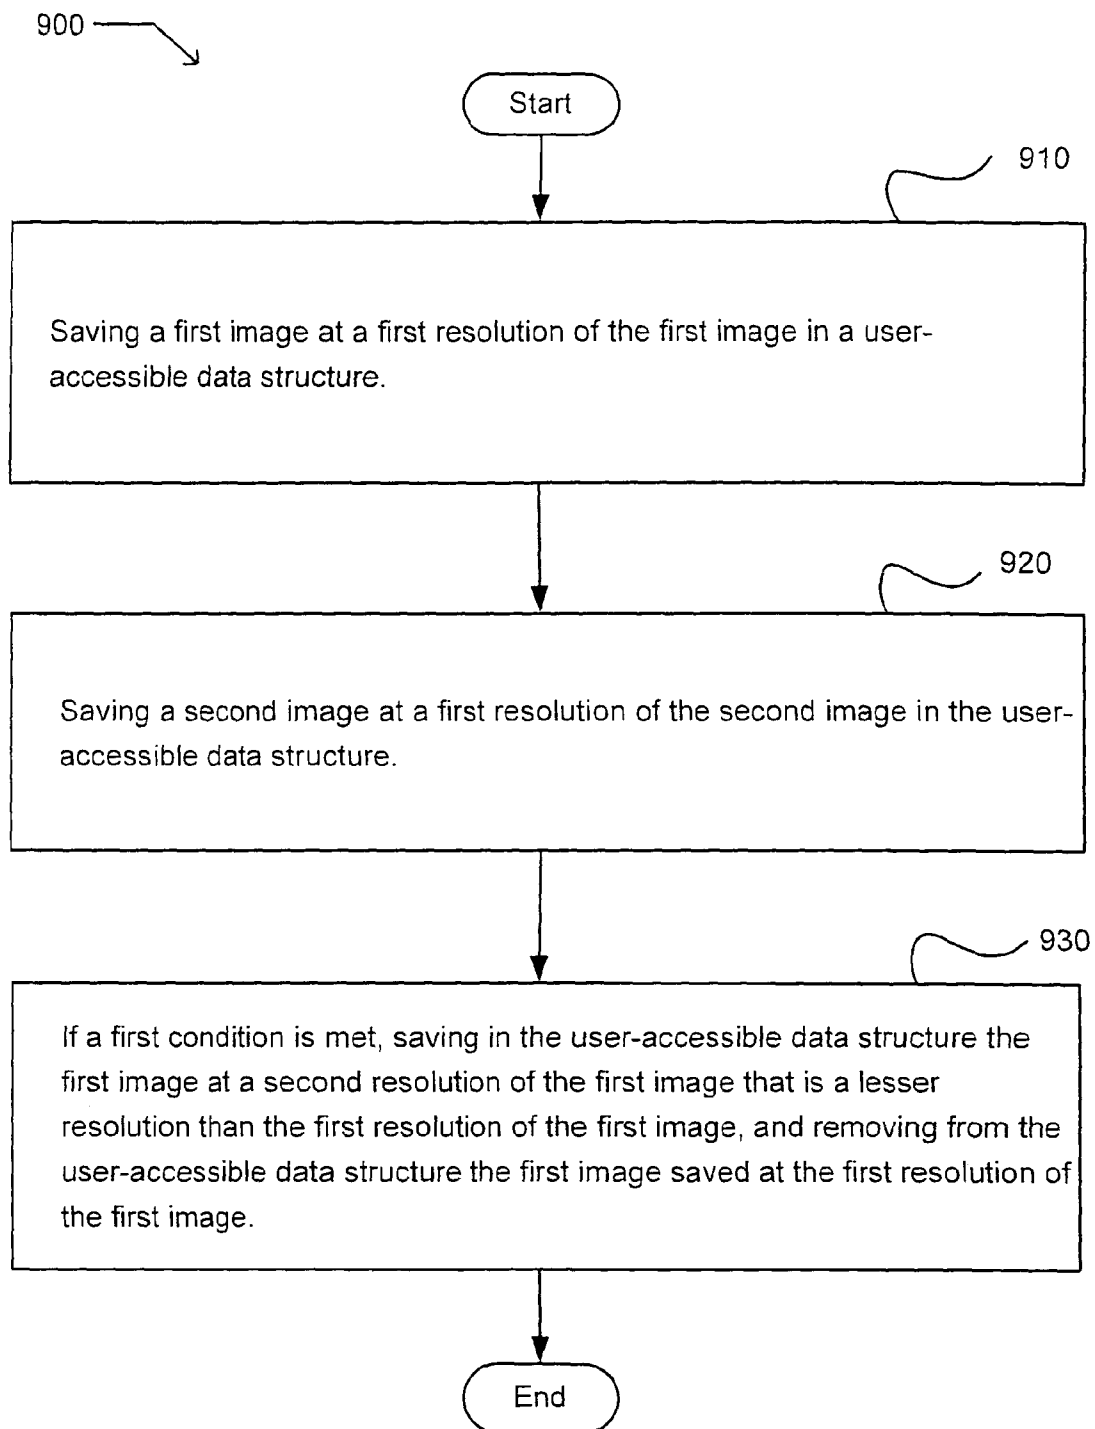 900
Start
910
Saving a first image at a first resolution of the first image in a user-
accessible data structure.
920
Saving a second image at a first resolution of the second image in the user-
accessible data structure.
930
If a first condition is met, saving in the user-accessible data structure the
first image at a second resolution of the first image that is a lesser
resolution than the first resolution of the first image, and removing from the
user-accessible data structure the first image saved at the first resolution of
the first image.
End